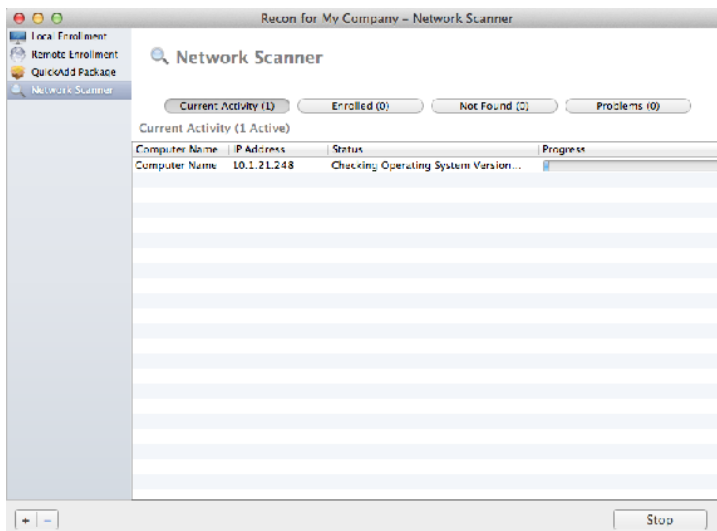 Recon for My Company – Network Scanner
Local Enrollment
Remote Enrollment
QuickAdd Package
Network Scanner
Network Scanner
Current Activity (1) Enrolled (0) Not Found (0) Problems (0)
Current Activity (1 Active)
Computer Name IP Address Status Progress
Computer Name 10.1.21.248 Checking Operating System Version...
+ −
Stop